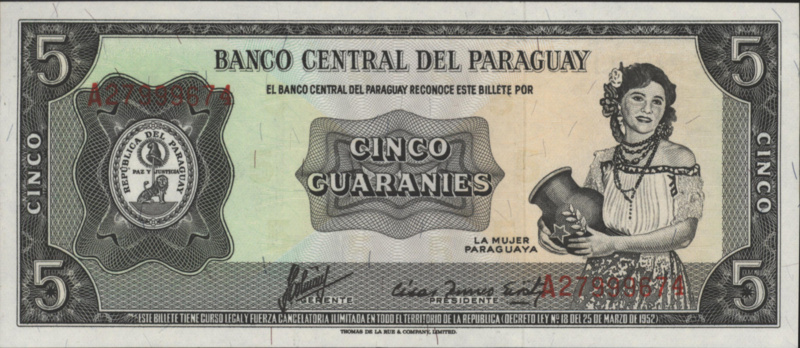 5
5
BANCO CENTRAL DEL PARAGUAY
EL BANCO CENTRAL DEL PARAGUAY RECONOCE ESTE BILLETE POR
A27999674
CINCO
CINCO
REPÚBLICA DEL PARAGUAY
PAZ Y JUSTICIA
CINCO
GUARANIES
LA MUJER
PARAGUAYA
A27999674
5
5
GERENTE
PRESIDENTE
ESTE BILLETE TIENE CURSO LEGAL Y FUERZA CANCELATORIA ILIMITADA EN TODO EL TERRITORIO DE LA REPUBLICA (DECRETO LEY Nº 18 DEL 25 DE MARZO DE 1952)
THOMAS DE LA RUE & COMPANY, LIMITED.